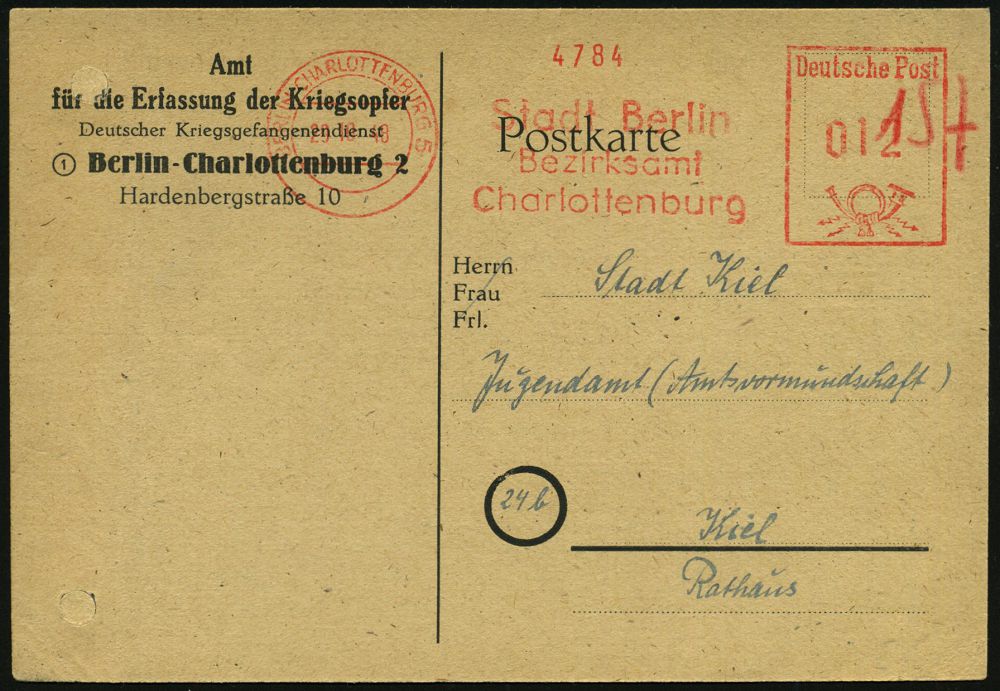 Amt
für die Erfassung der Kriegsopfer
Deutscher Kriegsgefangenendienst
1 Berlin-Charlottenburg 2
Hardenbergstraße 10
BERLIN-CHARLOTTENBURG 5
4784
Stadt Berlin
Postkarte
Bezirksamt
Charlottenburg
Deutsche Post
012
Herrn
Frau
Frl.
Stadt Kiel
Jugendamt (Amtsvormundschaft)
24b
Kiel
Rathaus